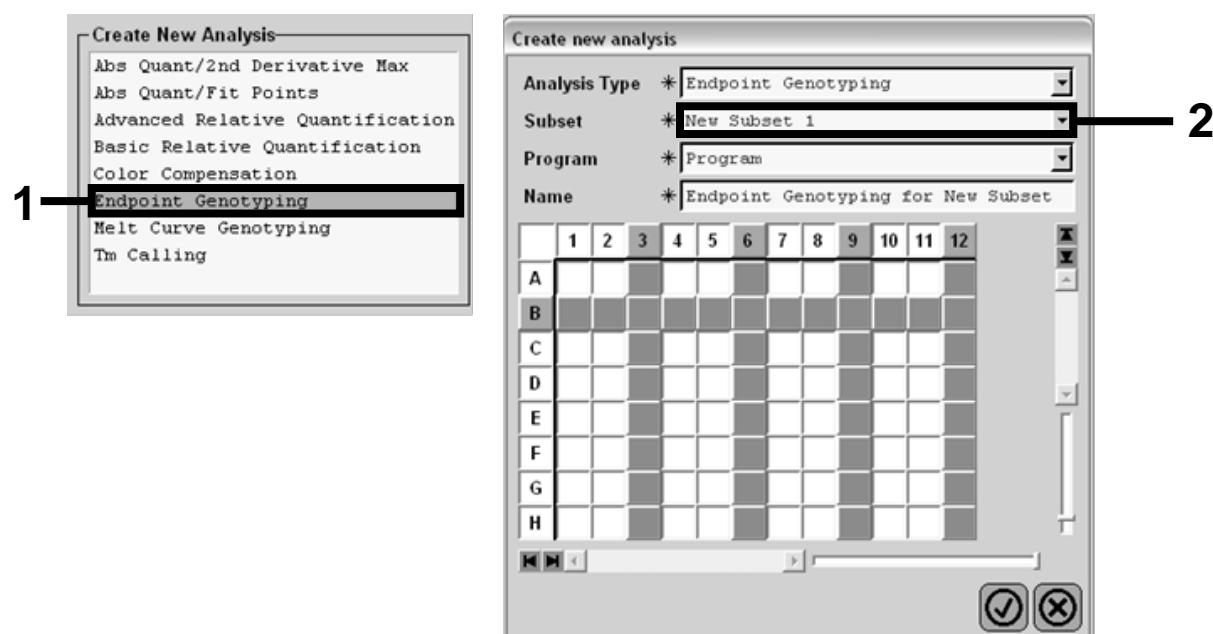 Create New Analysis
Abs Quant/2nd Derivative Max
Abs Quant/Fit Points
Advanced Relative Quantification
Basic Relative Quantification
Color Compensation
1
Endpoint Genotyping
Melt Curve Genotyping
Tm Calling
Create new analysis
Analysis Type * Endpoint Genotyping
Subset * New Subset 1
2
Program * Program
Name * Endpoint Genotyping for New Subset
1 2 3 4 5 6 7 8 9 10 11 12
A
B
C
D
E
F
G
H